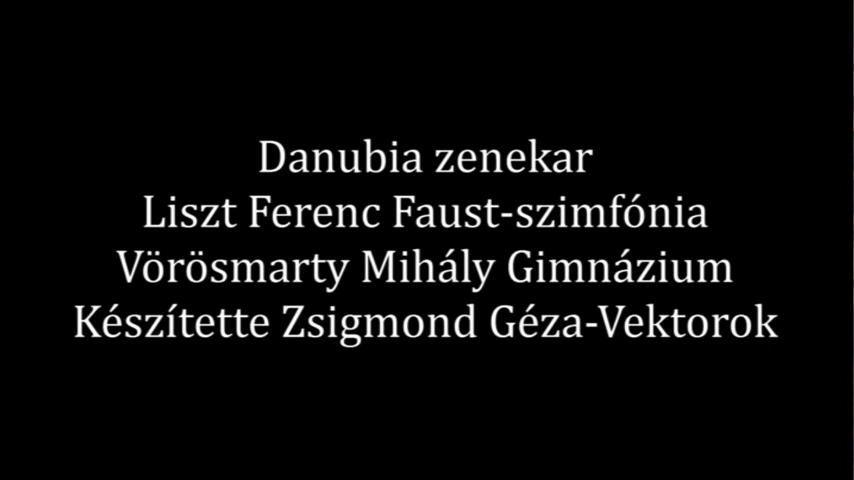 Danubia zenekar
Liszt Ferenc Faust-szimfónia
Vörösmarty Mihály Gimnázium
Készítette Zsigmond Géza-Vektorok